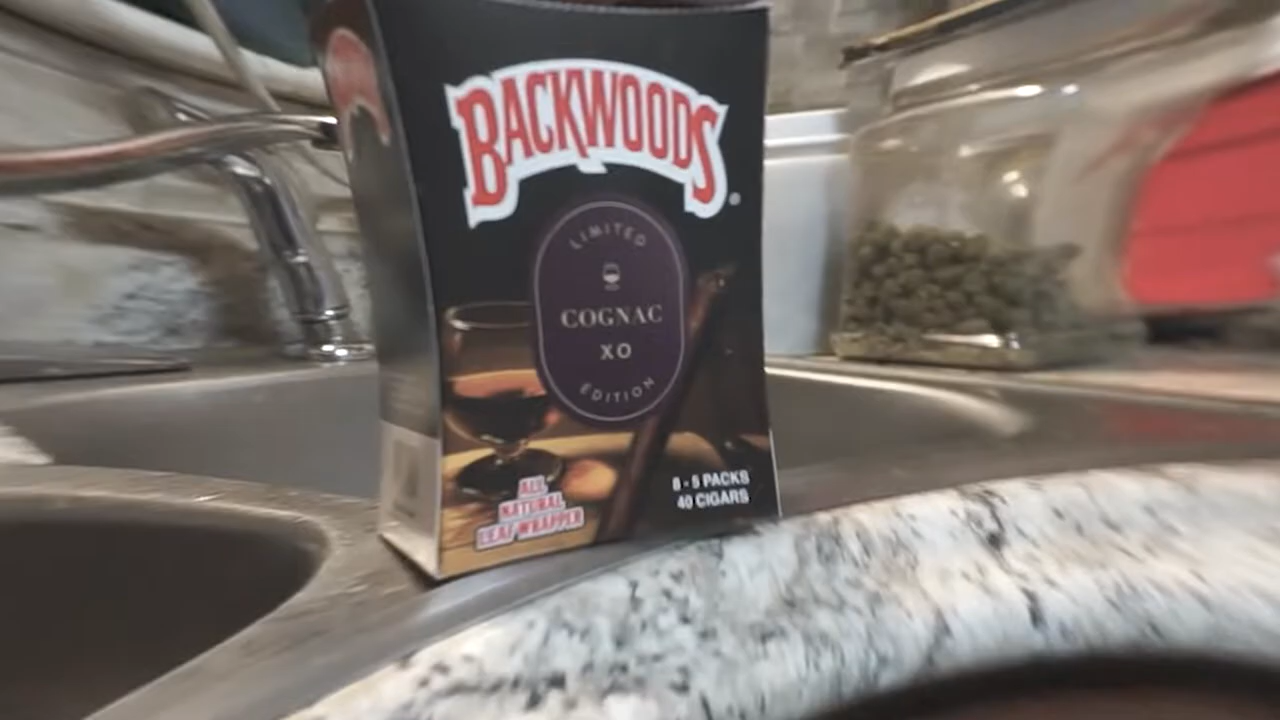 BACKWOODS
LIMITED
COGNAC
XO
EDITION
ALL
NATURAL
LEAF WRAPPER
8 - 5 PACKS
40 CIGARS